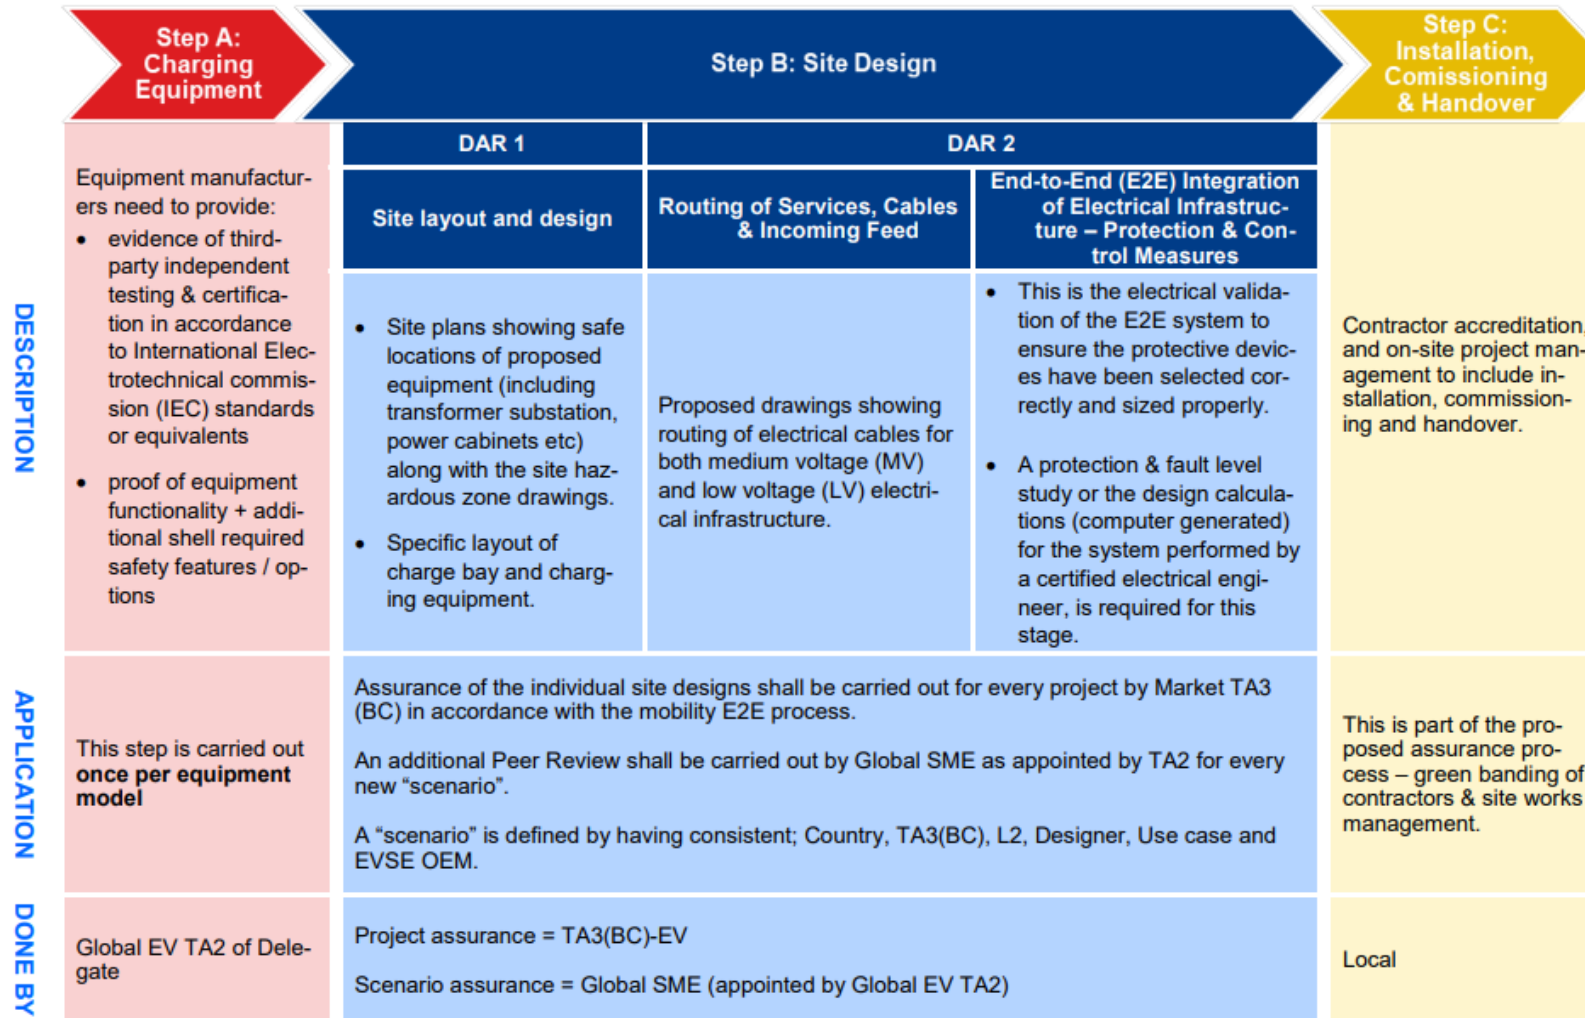 Step A:
Charging
Equipment
Step B: Site Design
Step C:
Installation,
Comissioning
& Handover
DESCRIPTION
Equipment manufactur-
ers need to provide:
• evidence of third-
party independent
testing & certifica-
tion in accordance
to International Elec-
trotechnical commis-
sion (IEC) standards
or equivalents
• proof of equipment
functionality + addi-
tional shell required
safety features / op-
tions
DAR 1
DAR 2
Site layout and design
Routing of Services, Cables
& Incoming Feed
End-to-End (E2E) Integration
of Electrical Infrastruc-
ture – Protection & Con-
trol Measures
• Site plans showing safe
locations of proposed
equipment (including
transformer substation,
power cabinets etc)
along with the site haz-
ardous zone drawings.
• Specific layout of
charge bay and charg-
ing equipment.
Proposed drawings showing
routing of electrical cables for
both medium voltage (MV)
and low voltage (LV) electri-
cal infrastructure.
• This is the electrical valida-
tion of the E2E system to
ensure the protective devic-
es have been selected cor-
rectly and sized properly.
• A protection & fault level
study or the design calcula-
tions (computer generated)
for the system performed by
a certified electrical engi-
neer, is required for this
stage.
Contractor accreditation,
and on-site project man-
agement to include in-
stallation, commission-
ing and handover.
APPLICATION
This step is carried out
once per equipment
model
Assurance of the individual site designs shall be carried out for every project by Market TA3
(BC) in accordance with the mobility E2E process.
An additional Peer Review shall be carried out by Global SME as appointed by TA2 for every
new “scenario”.
A “scenario” is defined by having consistent; Country, TA3(BC), L2, Designer, Use case and
EVSE OEM.
This is part of the pro-
posed assurance pro-
cess – green banding of
contractors & site works
management.
DONE BY
Global EV TA2 of Dele-
gate
Project assurance = TA3(BC)-EV
Scenario assurance = Global SME (appointed by Global EV TA2)
Local